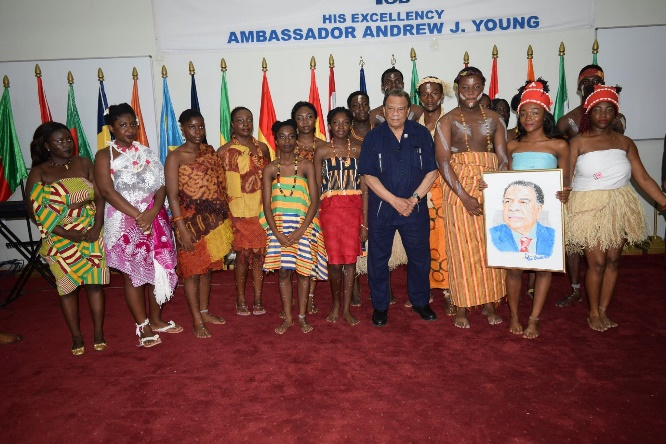 HIS EXCELLENCY
AMBASSADOR ANDREW J. YOUNG